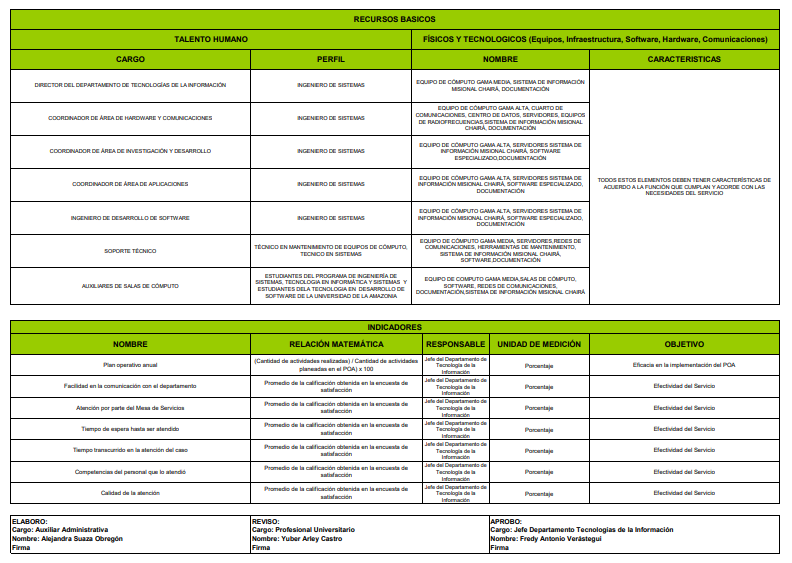 RECURSOS BASICOS
TALENTO HUMANO
FÍSICOS Y TECNOLOGICOS (Equipos, Infraestructura, Software, Hardware, Comunicaciones)
CARGO
PERFIL
NOMBRE
CARACTERISTICAS
DIRECTOR DEL DEPARTAMENTO DE TECNOLOGÍAS DE LA INFORMACIÓN
INGENIERO DE SISTEMAS
EQUIPO DE CÓMPUTO GAMA MEDIA, SISTEMA DE INFORMACIÓN
MISIONAL CHAIRÁ, DOCUMENTACIÓN
COORDINADOR DE ÁREA DE HARDWARE Y COMUNICACIONES
INGENIERO DE SISTEMAS
EQUIPO DE CÓMPUTO GAMA ALTA, CUARTO DE
COMUNICACIONES, CENTRO DE DATOS, SERVIDORES, EQUIPOS
DE RADIOFRECUENCIAS,SISTEMA DE INFORMACIÓN MISIONAL
CHAIRÁ, DOCUMENTACIÓN
COORDINADOR DE ÁREA DE INVESTIGACIÓN Y DESARROLLO
INGENIERO DE SISTEMAS
EQUIPO DE CÓMPUTO GAMA ALTA, SERVIDORES SISTEMA DE
INFORMACIÓN MISIONAL CHAIRÁ, SOFTWARE
ESPECIALIZADO,DOCUMENTACIÓN
COORDINADOR DE ÁREA DE APLICACIONES
INGENIERO DE SISTEMAS
EQUIPO DE CÓMPUTO GAMA ALTA, SERVIDORES SISTEMA DE
INFORMACIÓN MISIONAL CHAIRÁ, SOFTWARE ESPECIALIZADO,
DOCUMENTACIÓN
INGENIERO DE DESARROLLO DE SOFTWARE
INGENIERO DE SISTEMAS
EQUIPO DE CÓMPUTO GAMA ALTA, SERVIDORES SISTEMA DE
INFORMACIÓN MISIONAL CHAIRÁ, SOFTWARE ESPECIALIZADO,
DOCUMENTACIÓN
SOPORTE TÉCNICO
TÉCNICO EN MANTENIMIENTO DE EQUIPOS DE CÓMPUTO,
TECNICO EN SISTEMAS
EQUIPO DE CÓMPUTO GAMA MEDIA, SERVIDORES,REDES DE
COMUNICACIONES, HERRAMIENTAS DE MANTENIMIENTO,
SISTEMA DE INFORMACIÓN MISIONAL CHAIRÁ,
SOFTWARE,DOCUMENTACIÓN
AUXILIARES DE SALAS DE CÓMPUTO
ESTUDIANTES DEL PROGRAMA DE INGENIERÍA DE
SISTEMAS, TECNOLOGIA EN INFORMÁTICA Y SISTEMAS Y
ESTUDIANTES DELA TECNOLOGIA EN DESARROLLO DE
SOFTWARE DE LA UNIVERSIDAD DE LA AMAZONIA
EQUIPO DE COMPUTO GAMA MEDIA,SALAS DE CÓMPUTO,
SOFTWARE, REDES DE COMUNICACIONES,
DOCUMENTACIÓN,SISTEMA DE INFORMACIÓN MISIONAL CHAIRÁ
TODOS ESTOS ELEMENTOS DEBEN TENER CARACTERÍSTICAS DE
ACUERDO A LA FUNCIÓN QUE CUMPLAN Y ACORDE CON LAS
NECESIDADES DEL SERVICIO
INDICADORES
NOMBRE
RELACIÓN MATEMÁTICA
RESPONSABLE
UNIDAD DE MEDICIÓN
OBJETIVO
Plan operativo anual
(Cantidad de actividades realizadas) / Cantidad de actividades
planeadas en el POA) x 100
Jefe del Departamento de
Tecnología de la
Información
Porcentaje
Eficacia en la implementación del POA
Facilidad en la comunicación con el departamento
Promedio de la calificación obtenida en la encuesta de
satisfacción
Jefe del Departamento de
Tecnología de la
Información
Porcentaje
Efectividad del Servicio
Atención por parte del Mesa de Servicios
Promedio de la calificación obtenida en la encuesta de
satisfacción
Jefe del Departamento de
Tecnología de la
Información
Porcentaje
Efectividad del Servicio
Tiempo de espera hasta ser atendido
Promedio de la calificación obtenida en la encuesta de
satisfacción
Jefe del Departamento de
Tecnología de la
Información
Porcentaje
Efectividad del Servicio
Tiempo transcurrido en la atención del caso
Promedio de la calificación obtenida en la encuesta de
satisfacción
Jefe del Departamento de
Tecnología de la
Información
Porcentaje
Efectividad del Servicio
Competencias del personal que lo atendió
Promedio de la calificación obtenida en la encuesta de
satisfacción
Jefe del Departamento de
Tecnología de la
Información
Porcentaje
Efectividad del Servicio
Calidad de la atención
Promedio de la calificación obtenida en la encuesta de
satisfacción
Jefe del Departamento de
Tecnología de la
Información
Porcentaje
Efectividad del Servicio
ELABORO:
Cargo: Auxiliar Administrativa
Nombre: Alejandra Suaza Obregón
Firma
REVISO:
Cargo: Profesional Universitario
Nombre: Yuber Arley Castro
Firma
APROBO:
Cargo: Jefe Departamento Tecnologías de la Información
Nombre: Fredy Antonio Verástegui
Firma